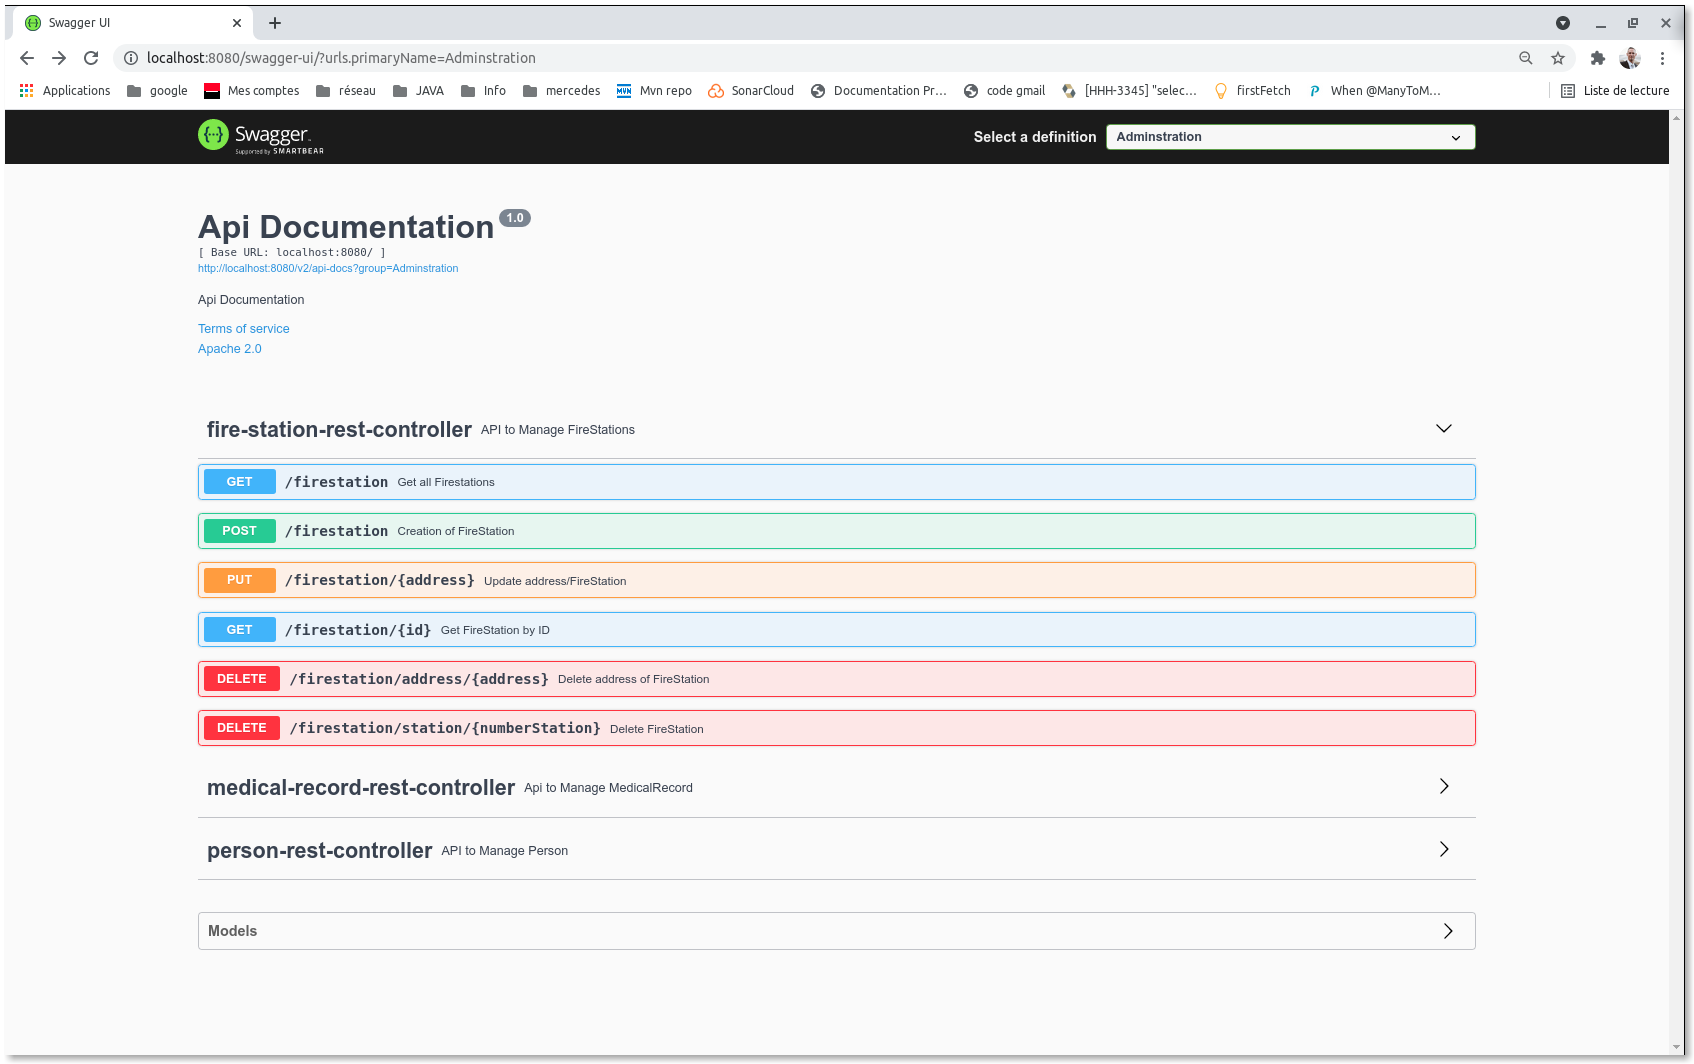 Swagger UI
localhost:8080/swagger-ui/?urls.primaryName=Adminstration
Applications google Mes comptes réseau JAVA Info mercedes MVN Mvn repo SonarCloud Documentation Pr... code gmail [HHH-3345] "selec... firstFetch When @ManyToM... Liste de lecture
Swagger
Supported by SMARTBEAR
Select a definition Adminstration
Api Documentation 1.0
[ Base URL: localhost:8080/ ]
http://localhost:8080/v2/api-docs?group=Adminstration
Api Documentation
Terms of service
Apache 2.0
fire-station-rest-controller API to Manage FireStations
GET /firestation Get all Firestations
POST /firestation Creation of FireStation
PUT /firestation/{address} Update address/FireStation
GET /firestation/{id} Get FireStation by ID
DELETE /firestation/address/{address} Delete address of FireStation
DELETE /firestation/station/{numberStation} Delete FireStation
medical-record-rest-controller Api to Manage MedicalRecord
person-rest-controller API to Manage Person
Models